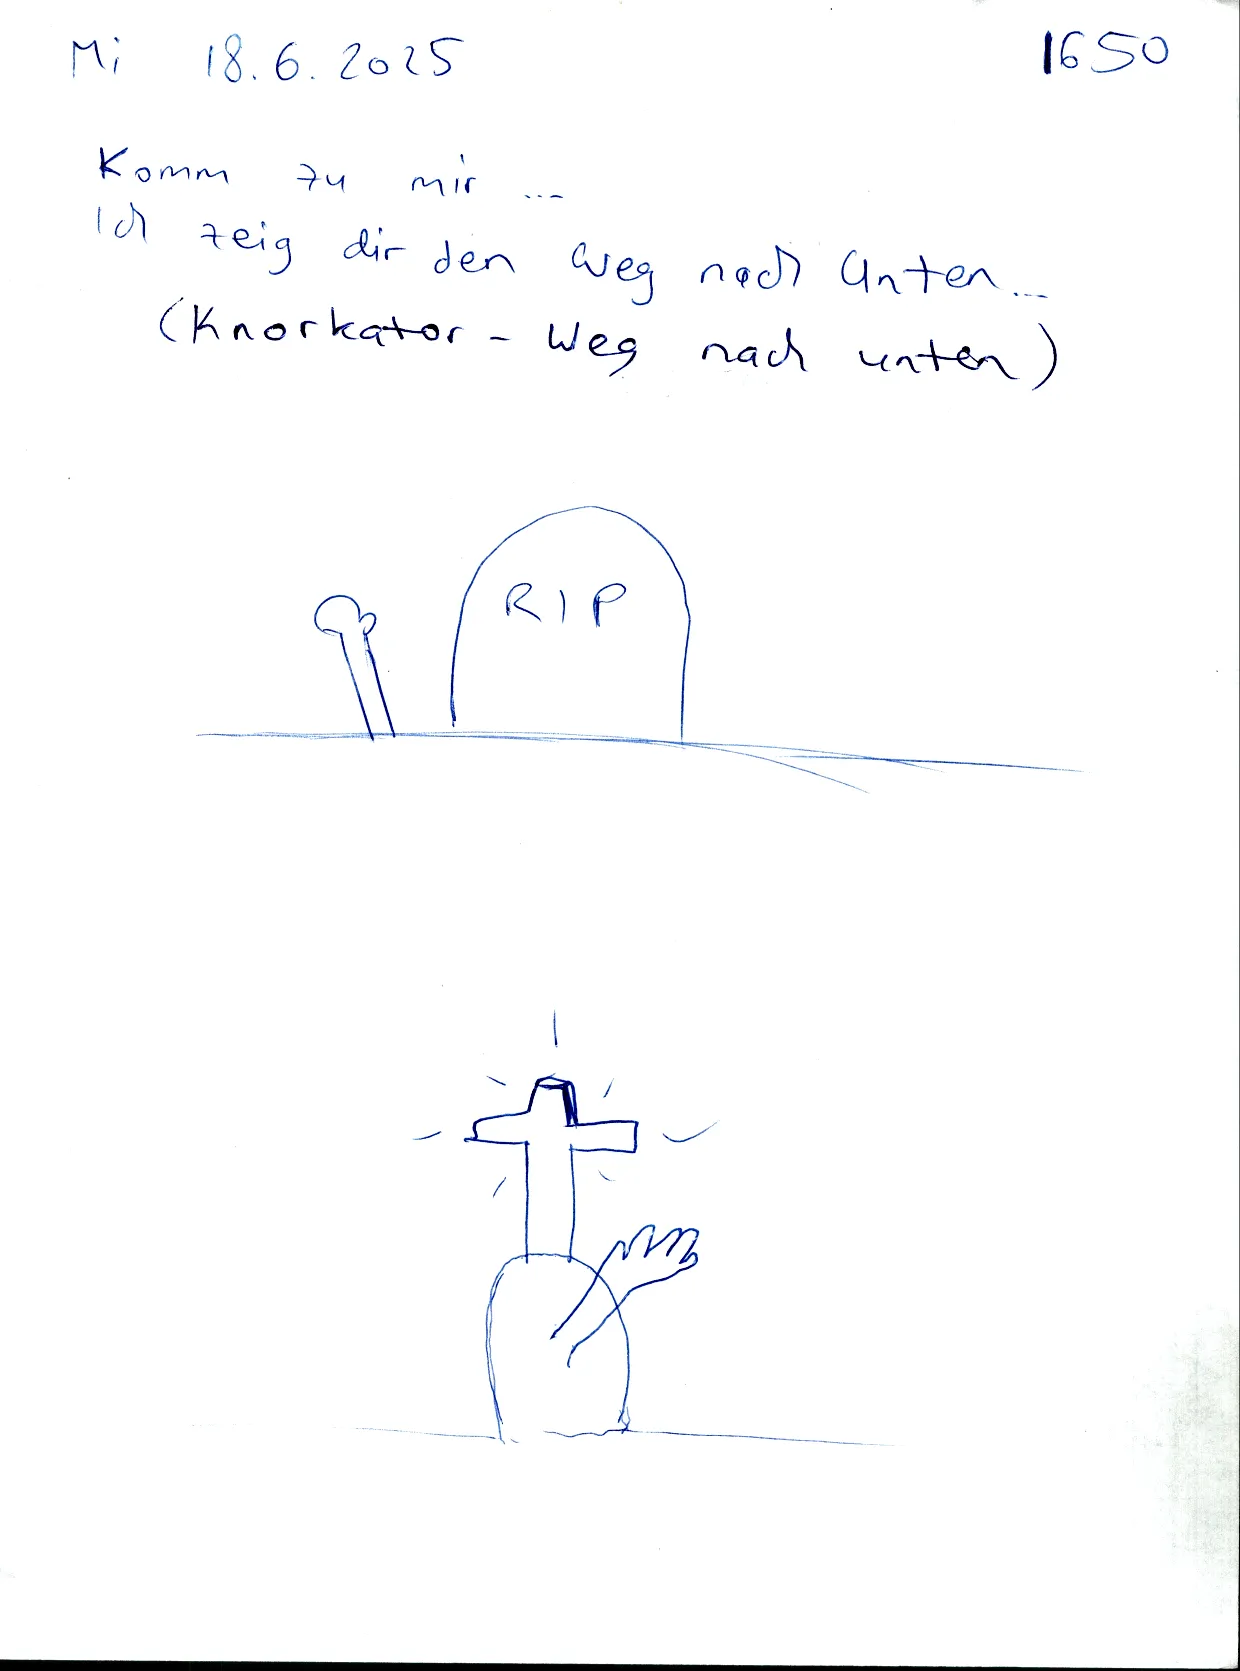 Mi 18.6.2025 1650
Komm zu mir ...
Ich zeig dir den Weg nach Unten...
(Knorkator - Weg nach unten)
RIP